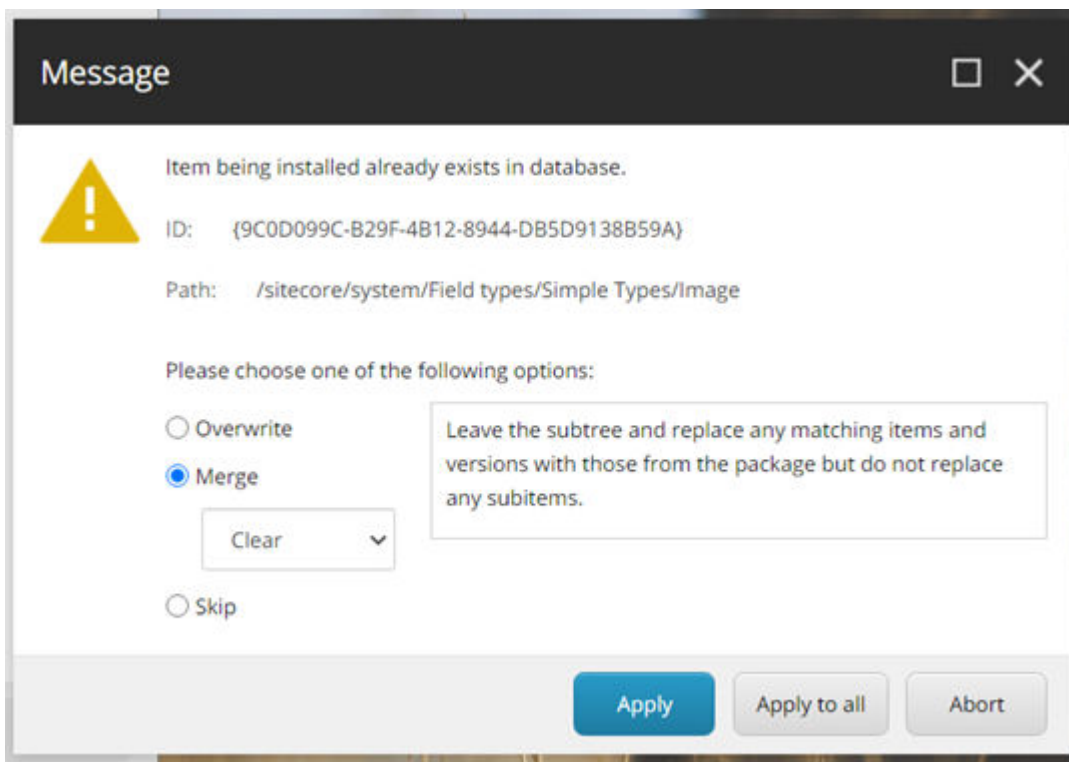 Message
Item being installed already exists in database.
ID: {9C0D099C-B29F-4B12-8944-DB5D9138B59A}
Path: /sitecore/system/Field types/Simple Types/Image
Please choose one of the following options:
Overwrite
Merge
Clear
Skip
Leave the subtree and replace any matching items and
versions with those from the package but do not replace
any subitems.
Apply
Apply to all
Abort